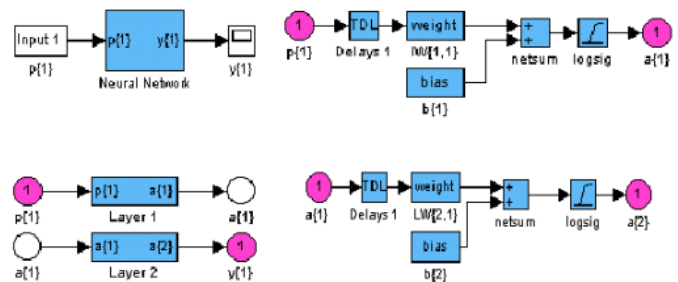 Input 1
p{1}
p{1} y{1}
Neural Network
y{1}
1
p{1}
TDL
Delays 1
weight
IW{1,1}
bias
b{1}
+
+
netsum
logsig
1
a{1}
1
p{1}
p{1} a{1}
Layer 1
a{1}
a{1}
a{1} a{2}
Layer 2
1
y{1}
1
a{1}
TDL
Delays 1
weight
LW{2,1}
bias
b{2}
+
+
netsum
logsig
1
a{2}